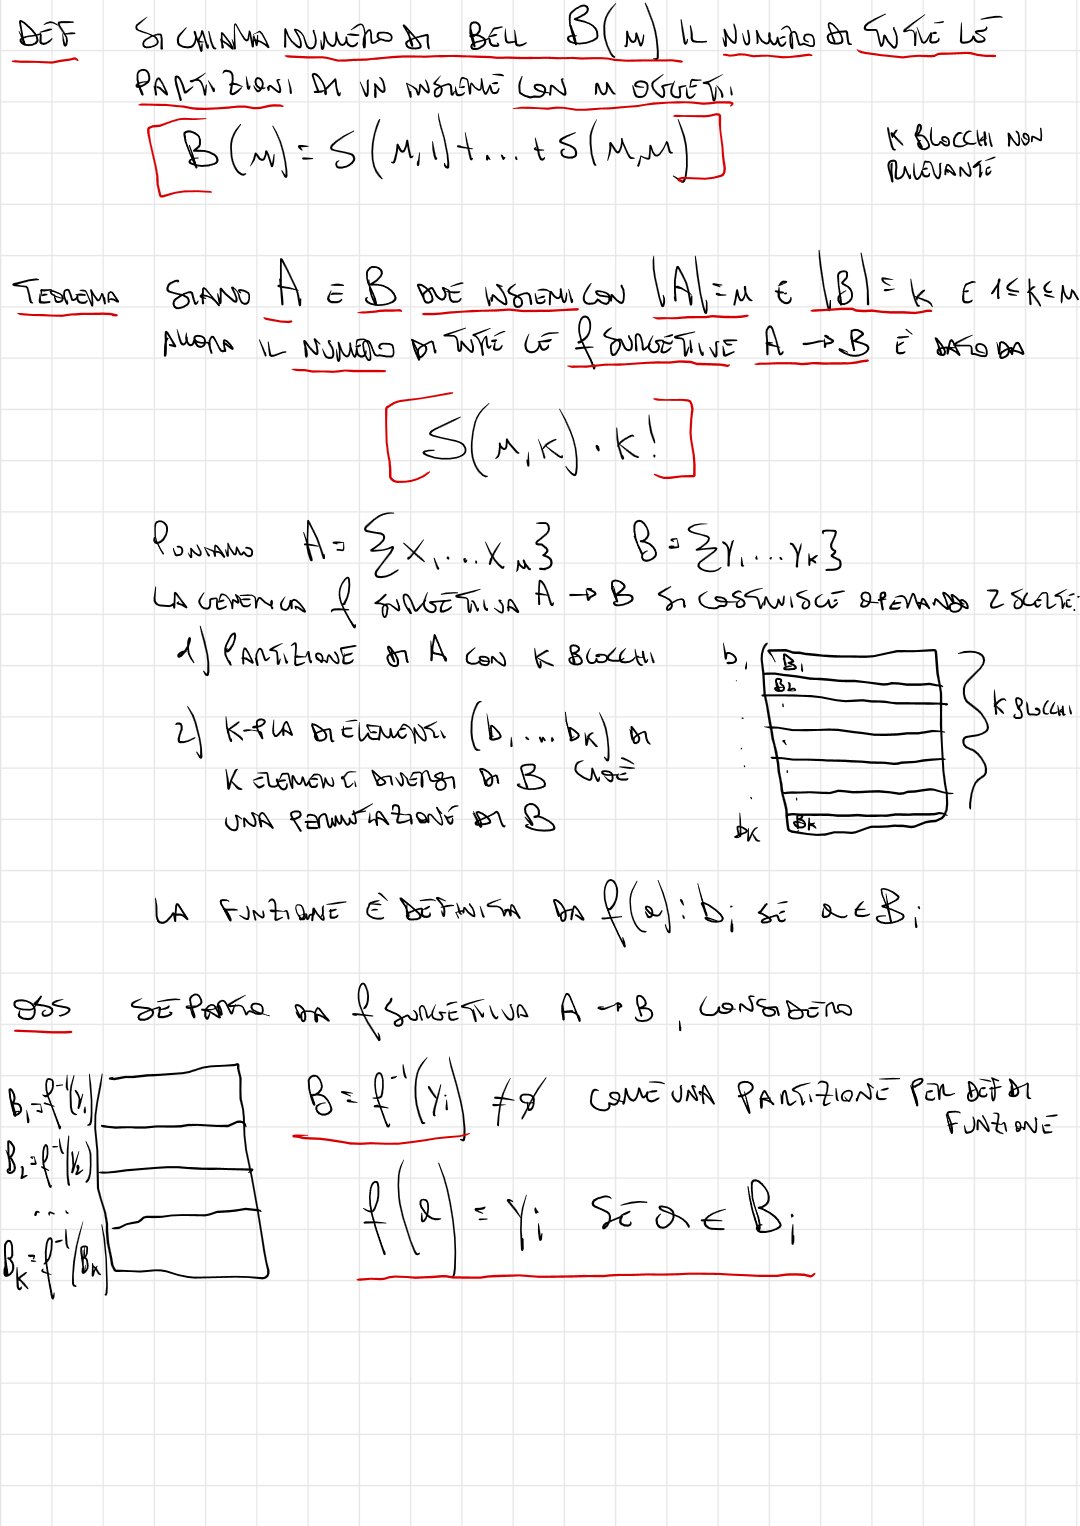 DEF SI CHIAMA NUMERO DI BELL B(n) IL NUMERO DI TUTTE LE
PARTIZIONI DI UN INSIEME CON n OGGETTI
B(n) = S(n,1)+...+S(n,n)
K BLOCCHI NON
RILEVANTE
TEOREMA SIANO A E B DUE INSIEMI CON |A|=n E |B|=K E 1≤K≤n
ALLORA IL NUMERO DI TUTTE LE f SURGETTIVE A → B È DATO DA
S(n,K)·K!
PONIAMO A = {x₁...xₙ} B = {y₁...yₖ}
LA GENERICA f SURGETTIVA A → B SI COSTRUISCE OPERANDO 2 SCELTE:
1) PARTIZIONE DI A CON K BLOCCHI
b₁ B₁
B₂
K BLOCCHI
2) K-PLA DI ELEMENTI (b₁...bₖ) DI
K ELEMENTI DIVERSI DI B CIOÈ
UNA PERMUTAZIONE DI B
bₖ Bₖ
LA FUNZIONE È DEFINITA DA f(a): bᵢ SE a ∈ Bᵢ
OSS SE PARTO DA f SURGETTIVA A → B, CONSIDERO
B₁=f⁻¹(y₁)
B = f⁻¹(yᵢ) ≠ ∅ COME UNA PARTIZIONE PER DEF DI
FUNZIONE
B₂=f⁻¹(y₂)
...
f(a) = yᵢ SE a ∈ Bᵢ
Bₖ=f⁻¹(Bₖ)